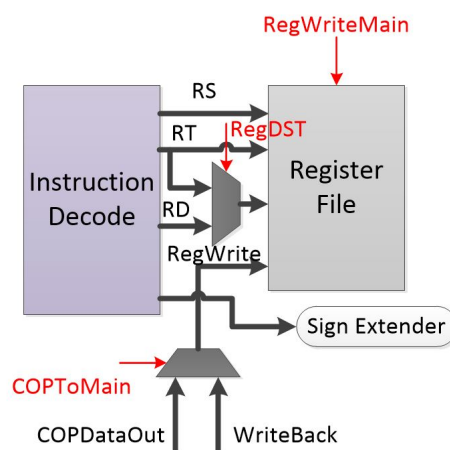 RegWriteMain
RS
RT
RegDST
Instruction
Decode
Register
File
RD
RegWrite
Sign Extender
COPToMain
COPDataOut
WriteBack